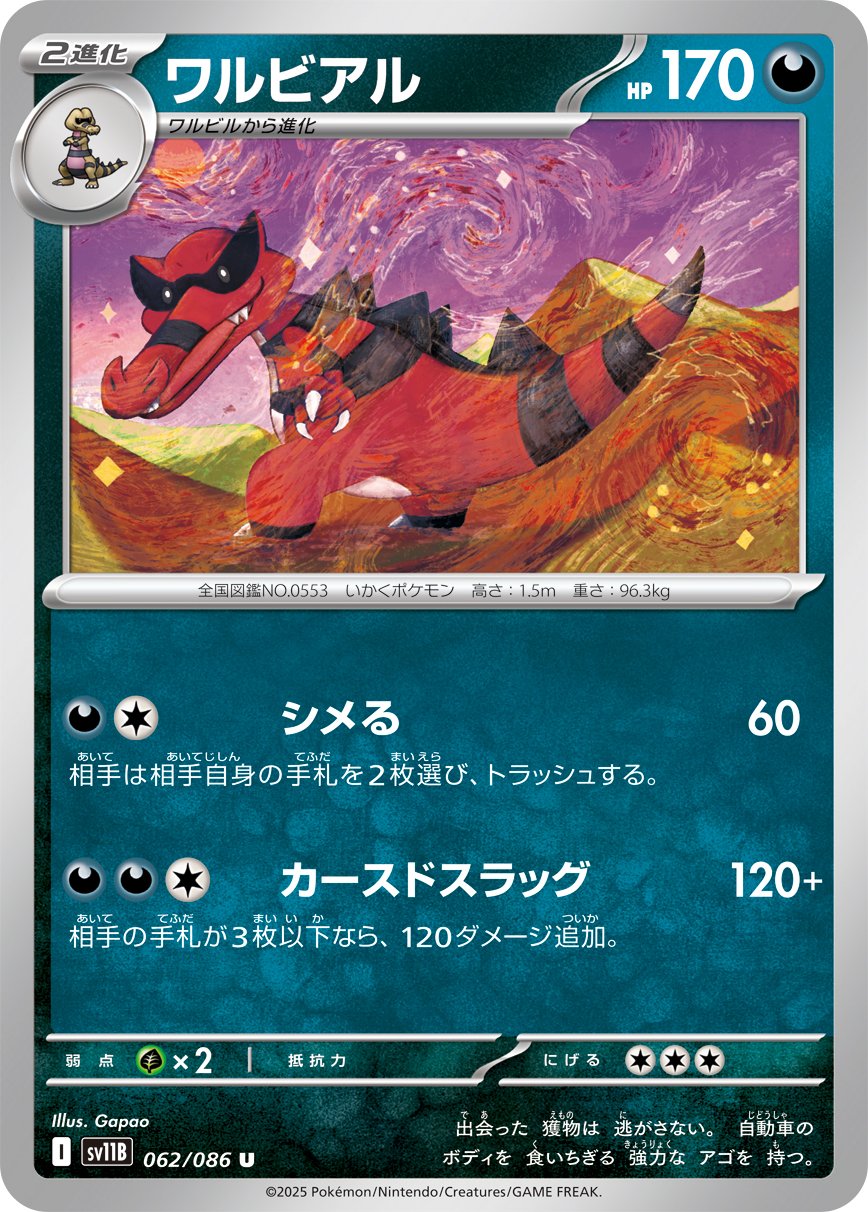 2進化
ワルビアル
HP 170
ワルビルから進化
全国図鑑NO.0553 いかくポケモン 高さ：1.5m 重さ：96.3kg
シメる 60
相手は相手自身の手札を2枚選び、トラッシュする。
カースドスラッグ 120+
相手の手札が3枚以下なら、120ダメージ追加。
弱点 ×2 抵抗力 にげる
Illus. Gapao
出会った 獲物は 逃がさない。 自動車の
ボディを 食いちぎる 強力な アゴを 持つ。
I sv11B 062/086 U
©2025 Pokémon/Nintendo/Creatures/GAME FREAK.